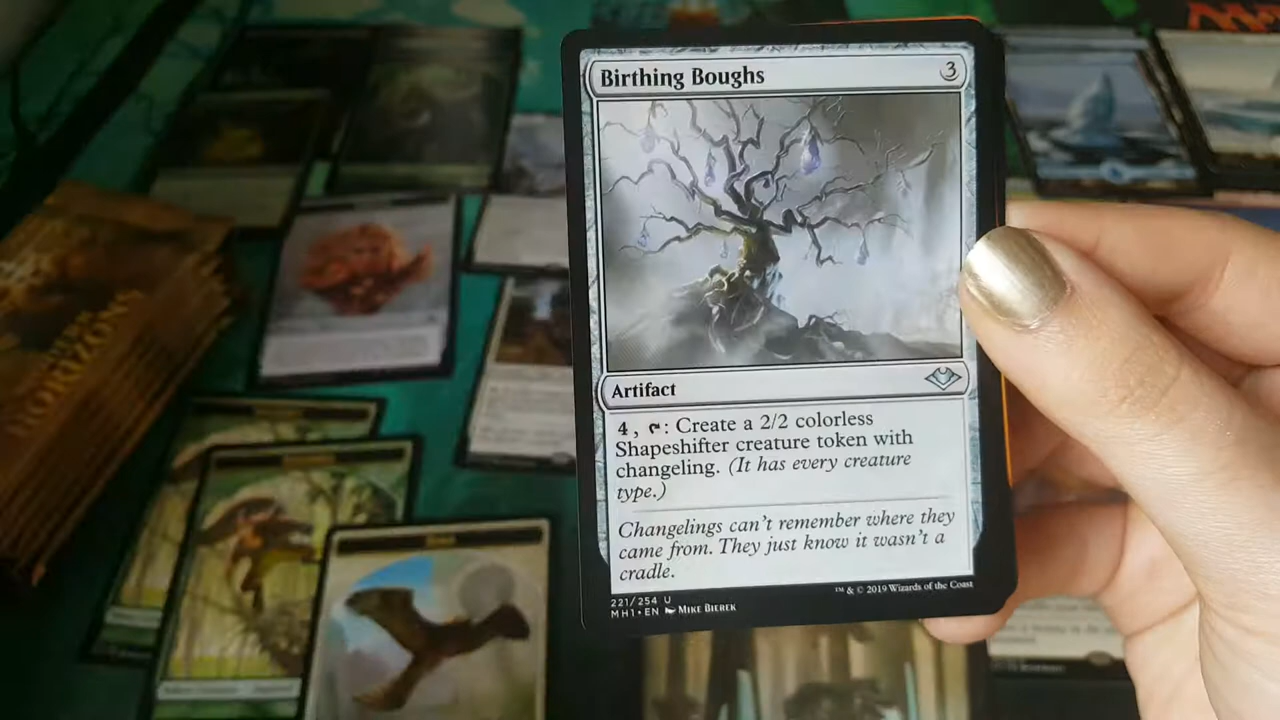 Birthing Boughs 3
Artifact
4, : Create a 2/2 colorless
Shapeshifter creature token with
changeling. (It has every creature
type.)
Changelings can't remember where they
came from. They just know it wasn't a
cradle.
221/254 U
MH1 • EN Mike Bierek
™ & © 2019 Wizards of the Coast
HORIZON